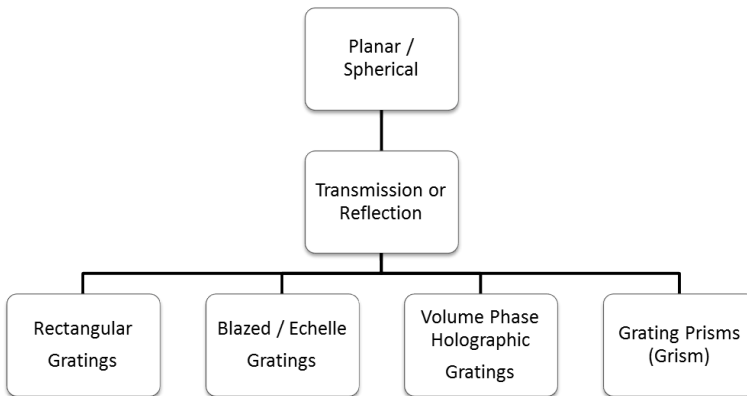 Planar /
Spherical
Transmission or
Reflection
Rectangular
Gratings
Blazed / Echelle
Gratings
Volume Phase
Holographic
Gratings
Grating Prisms
(Grism)